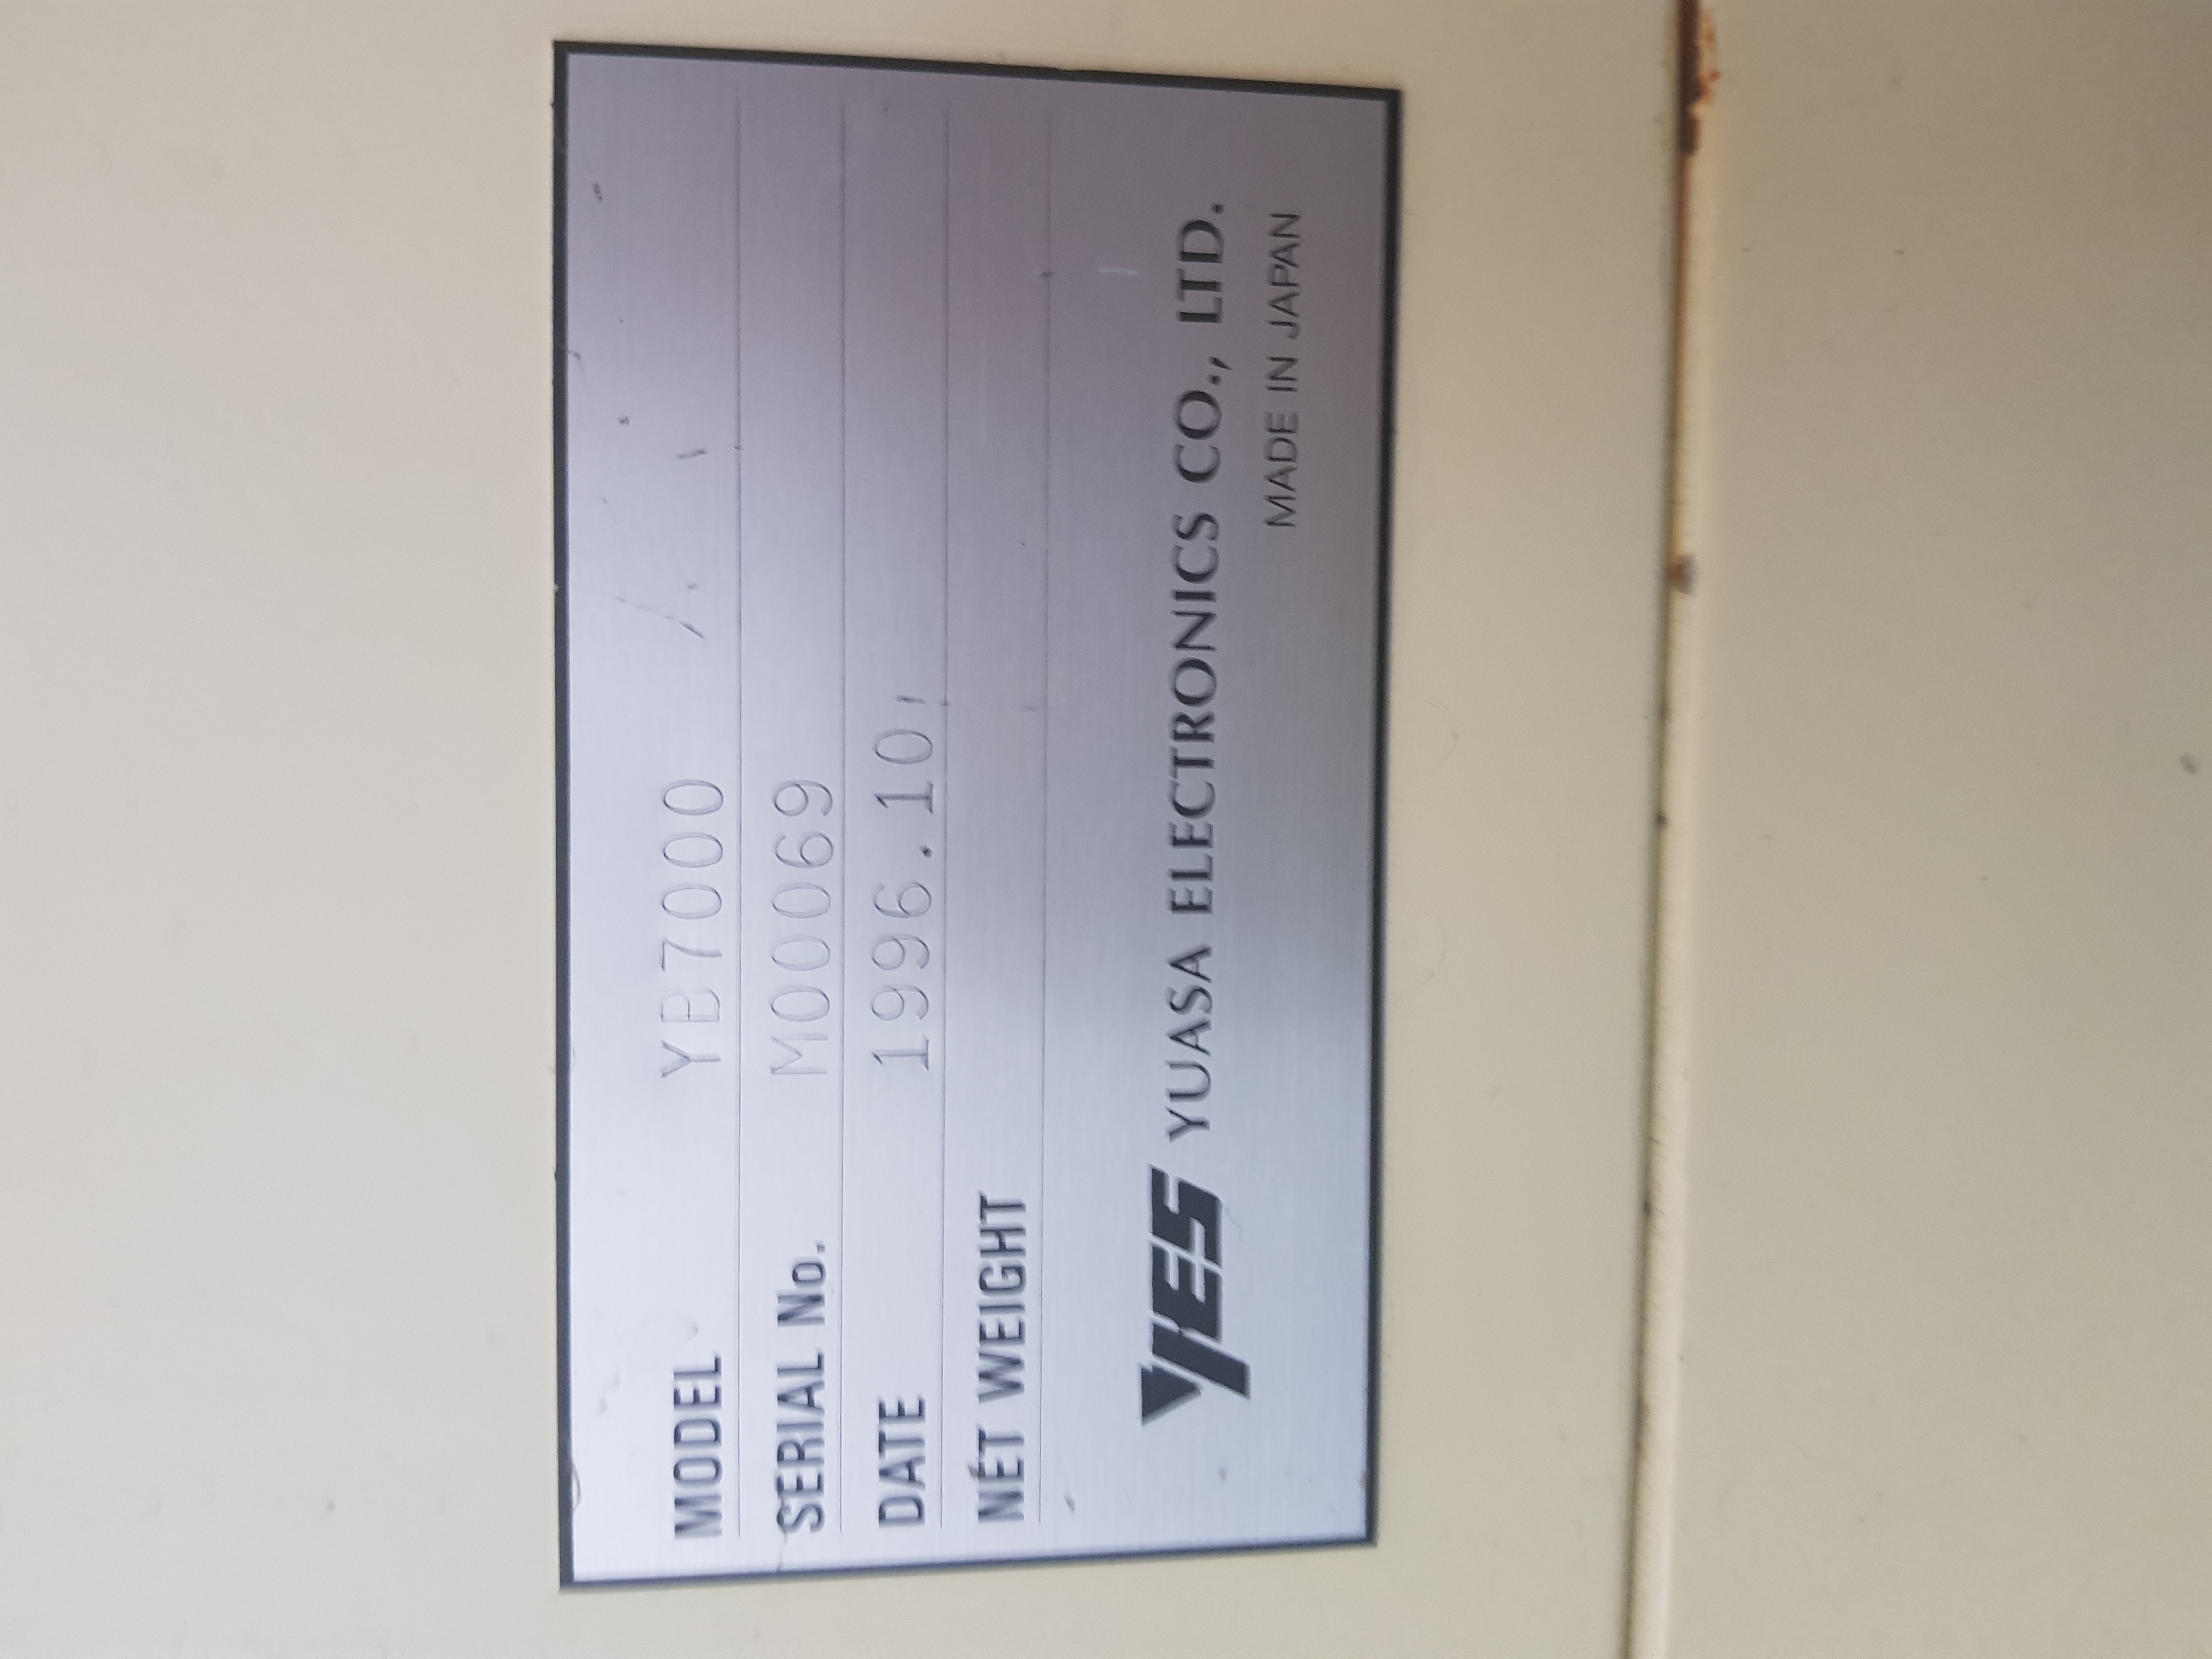 MODEL YB7000
SERIAL No. M00069
DATE 1996.10
NET WEIGHT
YES YUASA ELECTRONICS CO., LTD.
MADE IN JAPAN